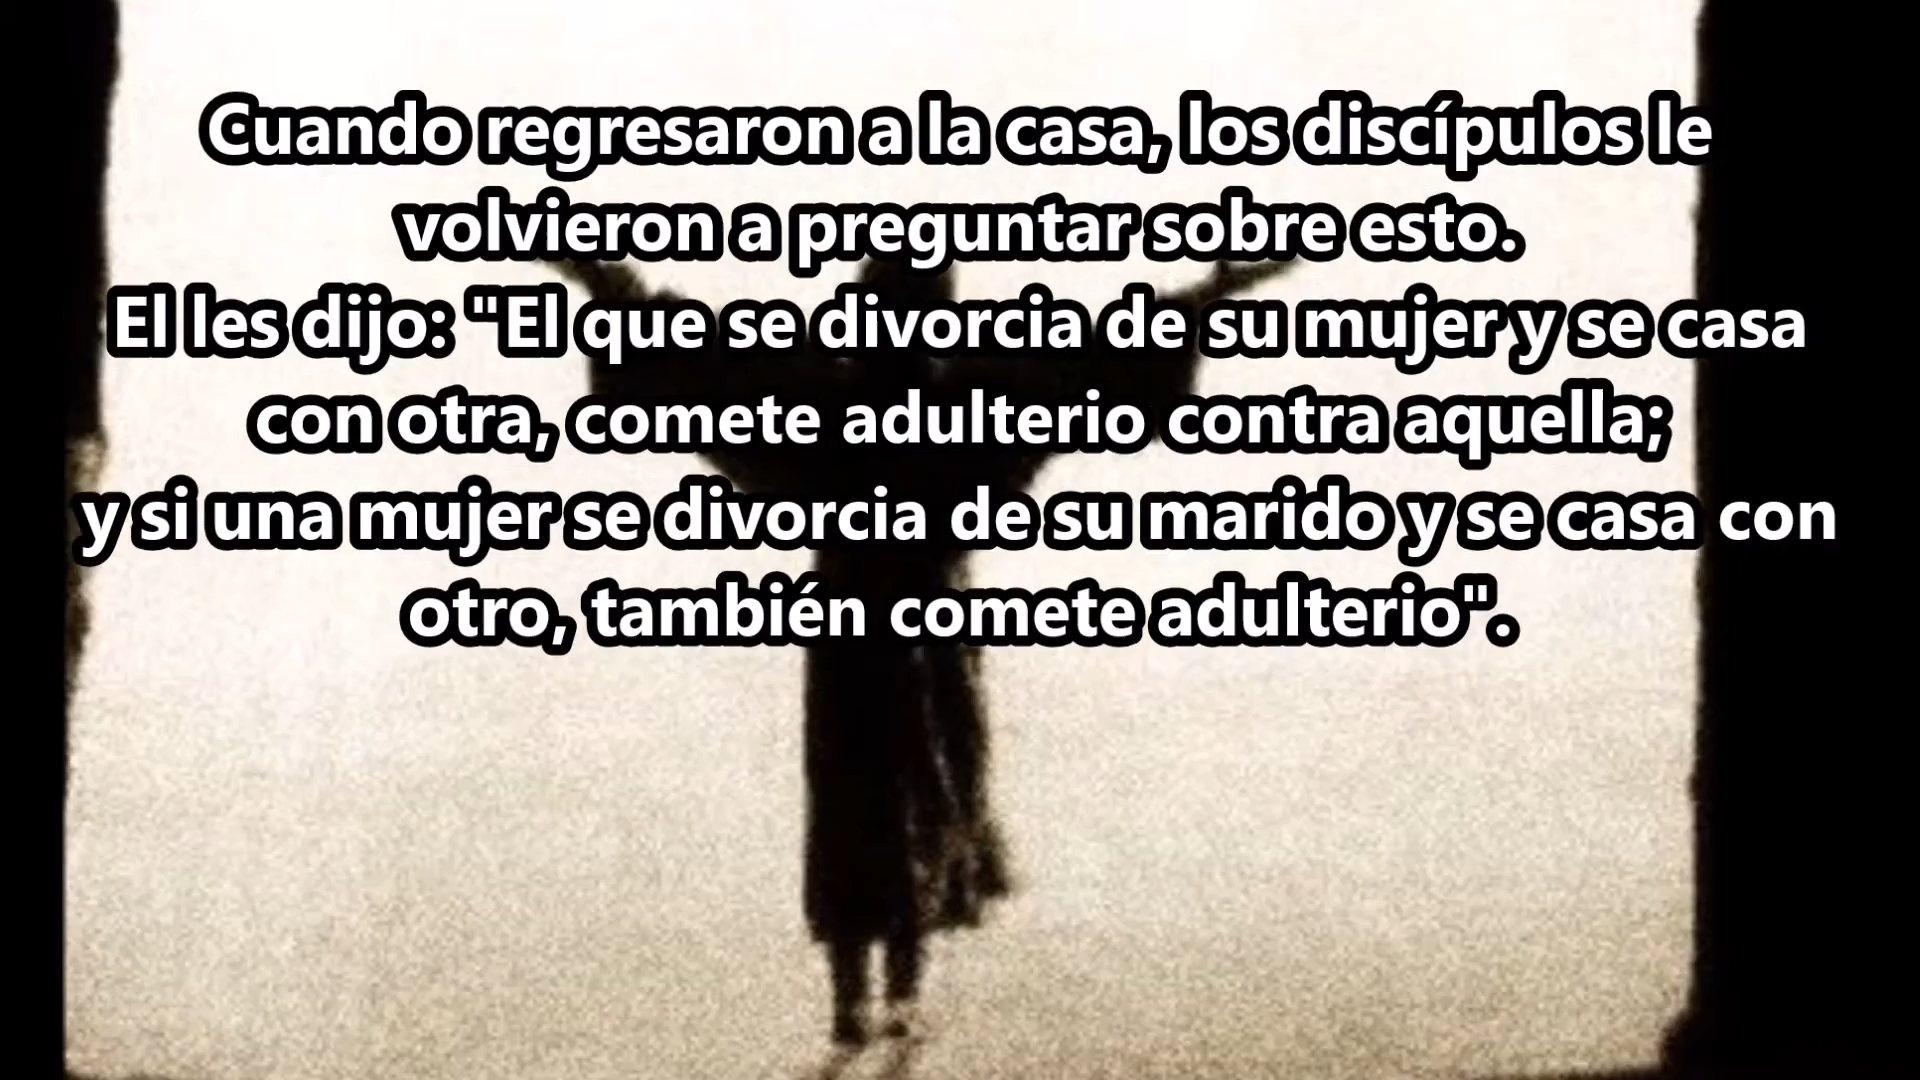 Cuando regresaron a la casa, los discípulos le
volvieron a preguntar sobre esto.
El les dijo: "El que se divorcia de su mujer y se casa
con otra, comete adulterio contra aquella;
y si una mujer se divorcia de su marido y se casa con
otro, también comete adulterio".